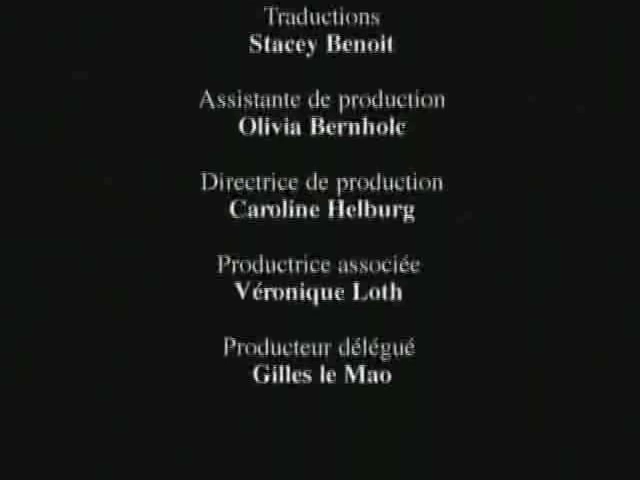 Traductions
Stacey Benoit
Assistante de production
Olivia Bernholc
Directrice de production
Caroline Helburg
Productrice associée
Véronique Loth
Producteur délégué
Gilles le Mao